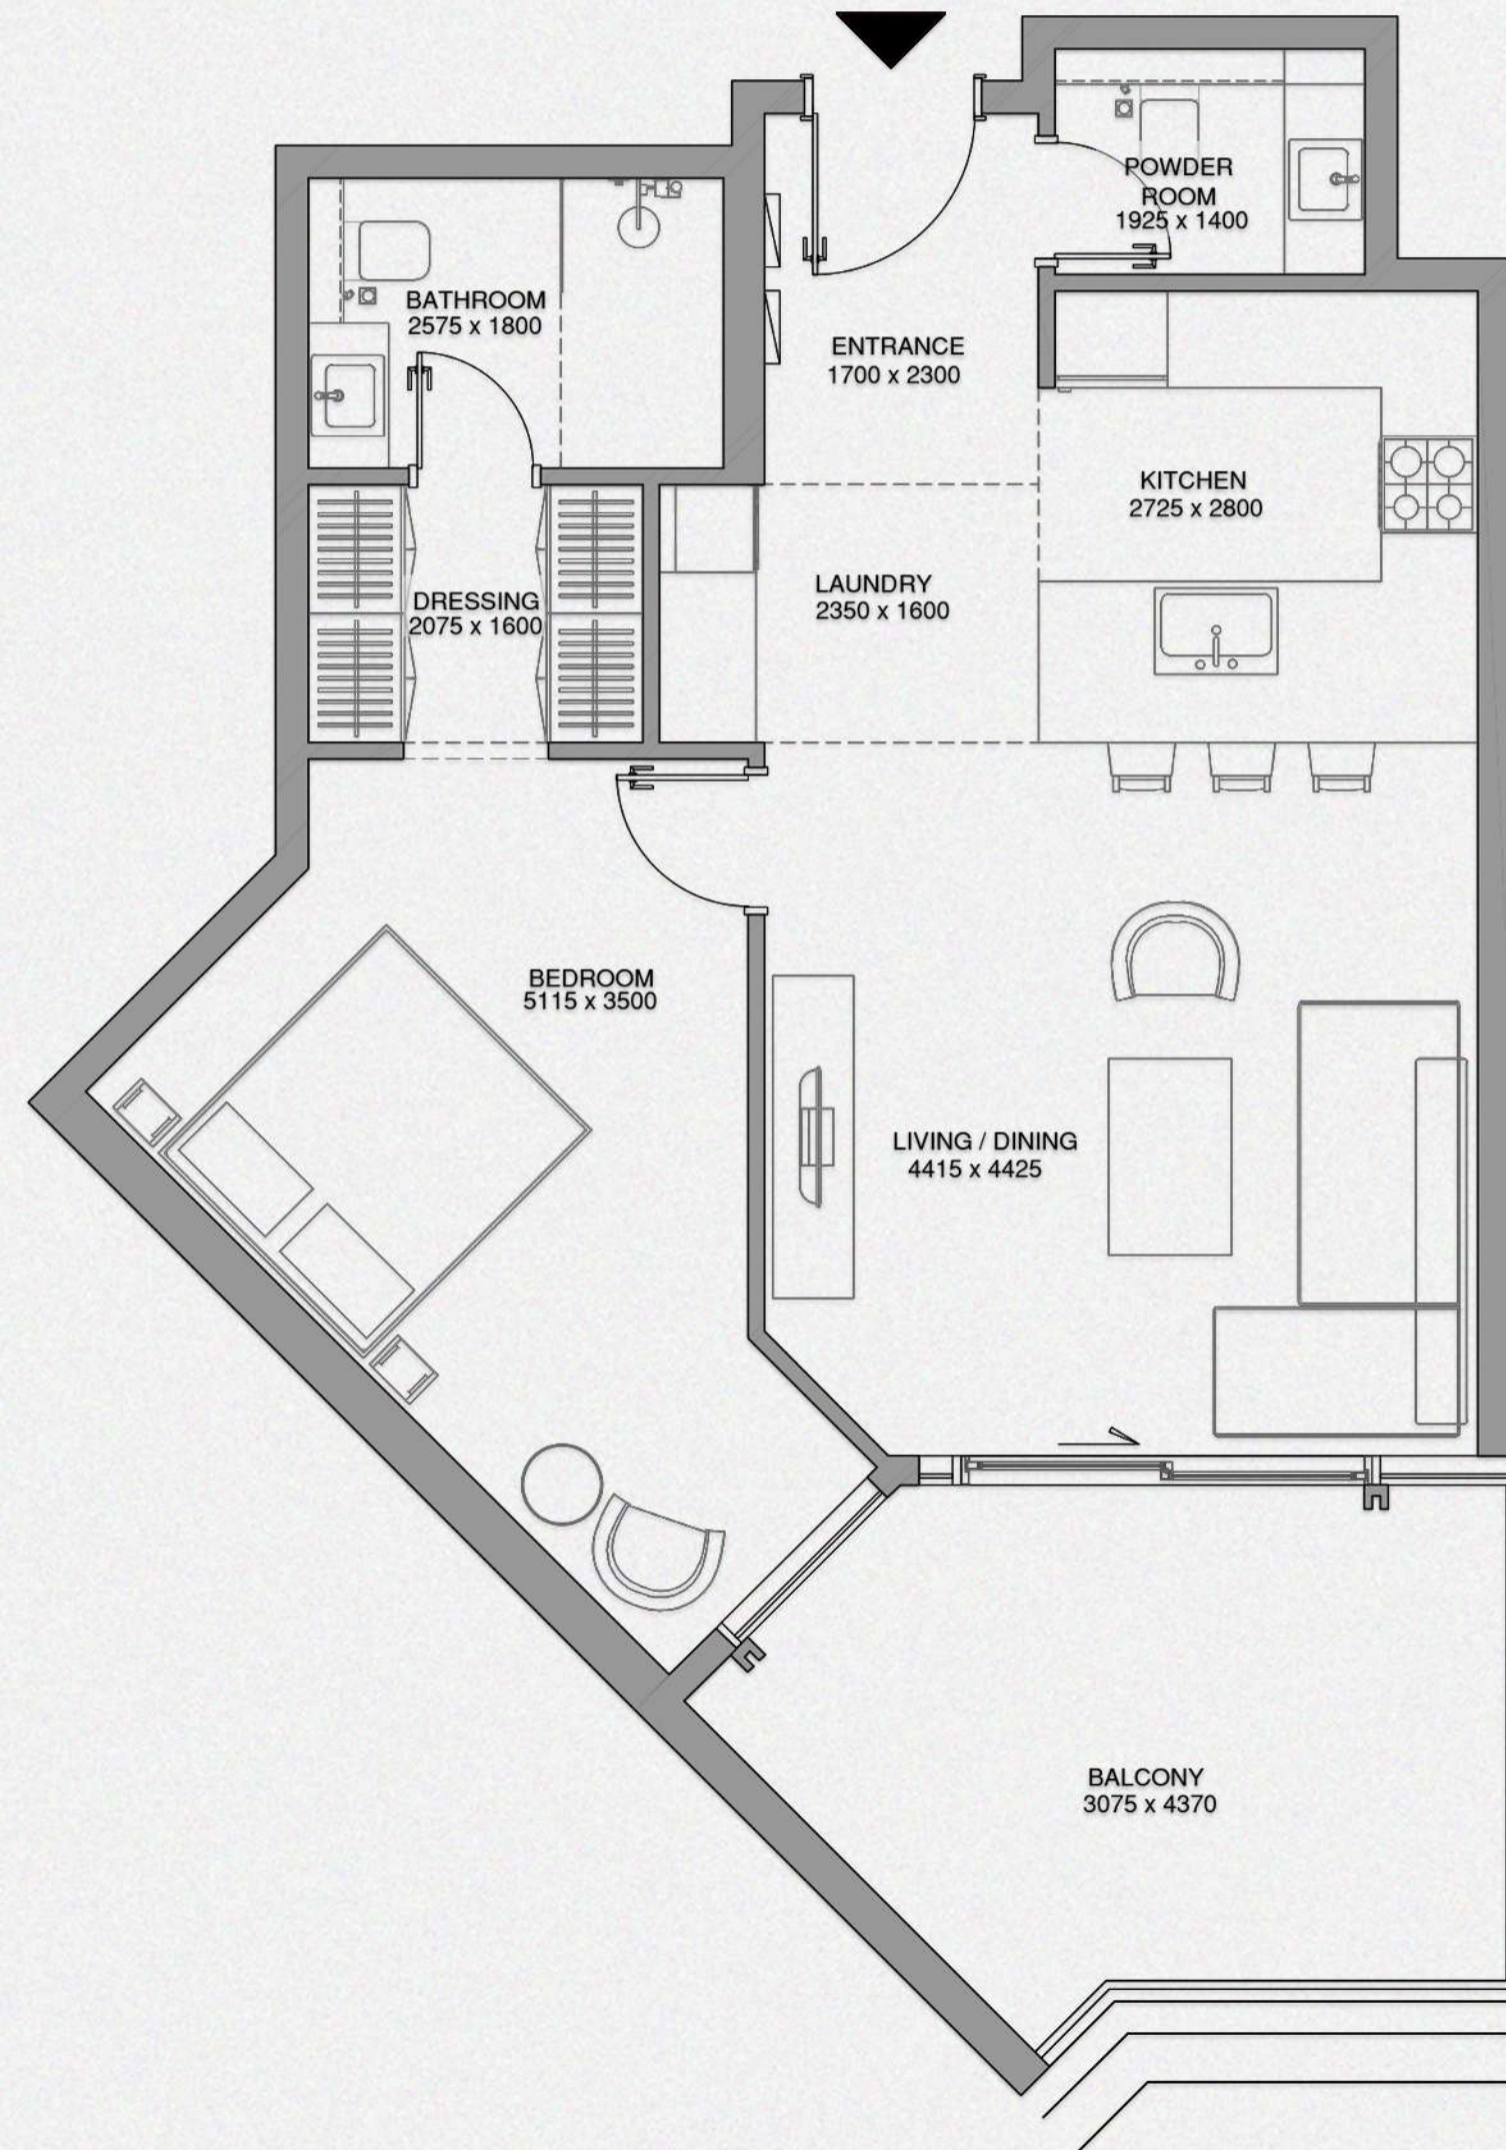 POWDER
ROOM
1925 x 1400
BATHROOM
2575 x 1800
ENTRANCE
1700 x 2300
KITCHEN
2725 x 2800
LAUNDRY
2350 x 1600
DRESSING
2075 x 1600
BEDROOM
5115 x 3500
LIVING / DINING
4415 x 4425
BALCONY
3075 x 4370